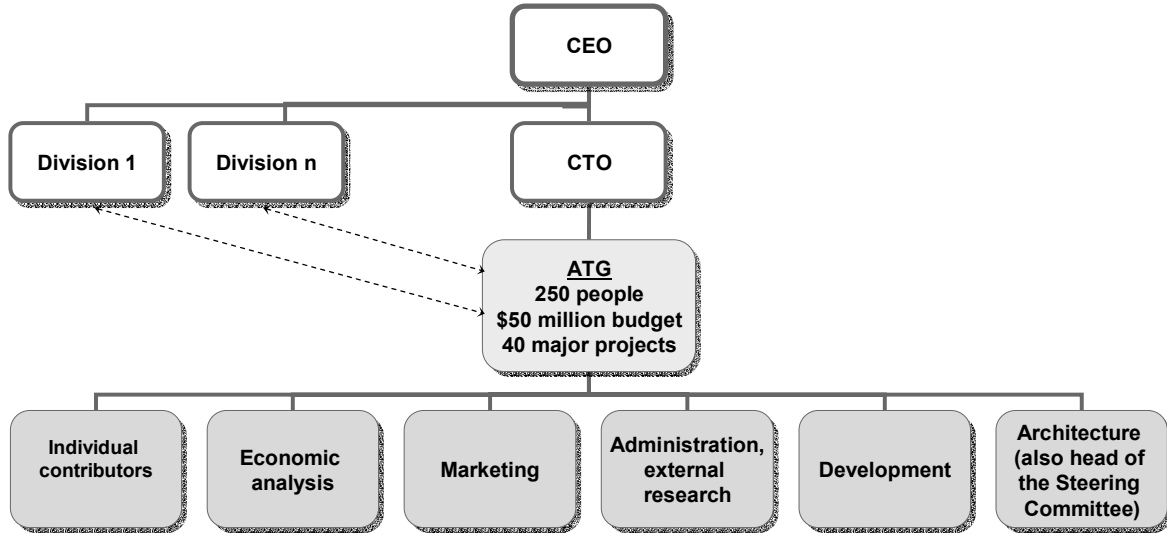 CEO
Division 1
Division n
CTO
ATG
250 people
$50 million budget
40 major projects
Individual
contributors
Economic
analysis
Marketing
Administration,
external
research
Development
Architecture
(also head of
the Steering
Committee)